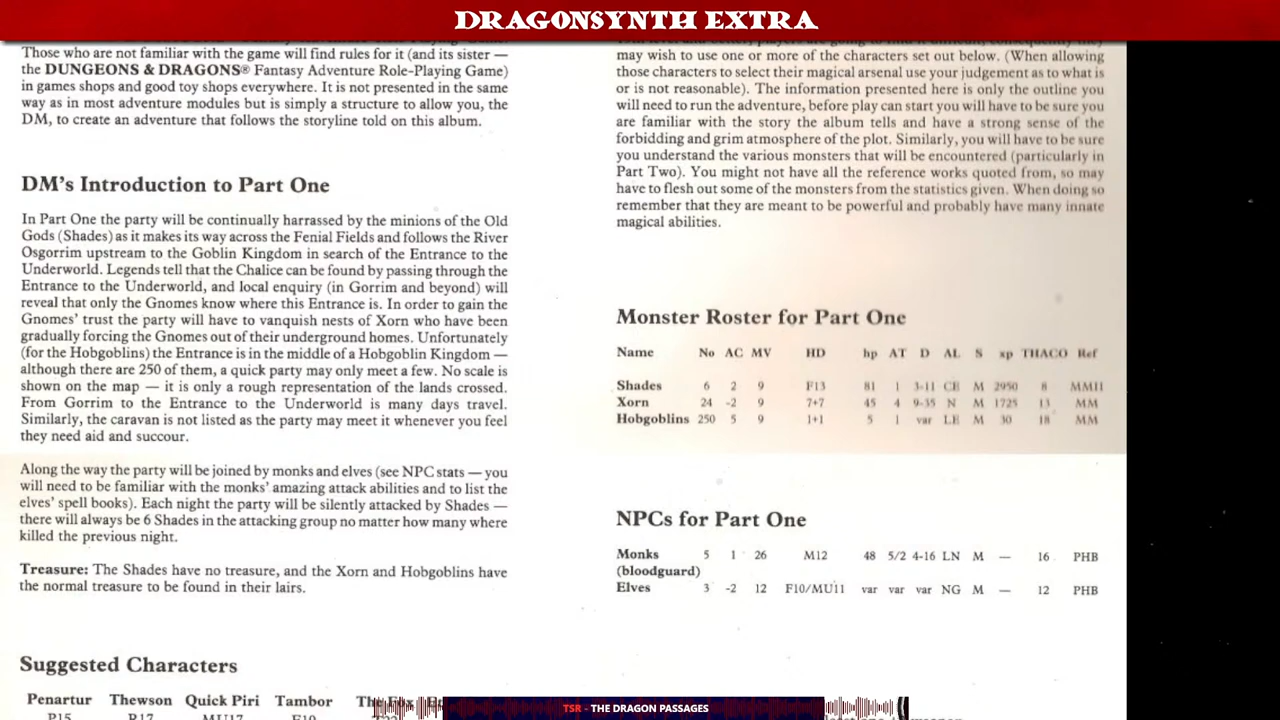 DRAGONSYNTH EXTRA
Those who are not familiar with the game will find rules for it (and its sister —
the DUNGEONS & DRAGONS® Fantasy Adventure Role-Playing Game)
in games shops and good toy shops everywhere. It is not presented in the same
way as in most adventure modules but is simply a structure to allow you, the
DM, to create an adventure that follows the storyline told on this album.
DM's Introduction to Part One
In Part One the party will be continually harrassed by the minions of the Old
Gods (Shades) as it makes its way across the Fenial Fields and follows the River
Osgorrim upstream to the Goblin Kingdom in search of the Entrance to the
Underworld. Legends tell that the Chalice can be found by passing through the
Entrance to the Underworld, and local enquiry (in Gorrim and beyond) will
reveal that only the Gnomes know where this Entrance is. In order to gain the
Gnomes' trust the party will have to vanquish nests of Xorn who have been
gradually forcing the Gnomes out of their underground homes. Unfortunately
(for the Hobgoblins) the Entrance is in the middle of a Hobgoblin Kingdom —
although there are 250 of them, a quick party may only meet a few. No scale is
shown on the map — it is only a rough representation of the lands crossed.
From Gorrim to the Entrance to the Underworld is many days travel.
Similarly, the caravan is not listed as the party may meet it whenever you feel
they need aid and succour.
Along the way the party will be joined by monks and elves (see NPC stats — you
will need to be familiar with the monks' amazing attack abilities and to list the
elves' spell books). Each night the party will be silently attacked by Shades —
there will always be 6 Shades in the attacking group no matter how many where
killed the previous night.
Treasure: The Shades have no treasure, and the Xorn and Hobgoblins have
the normal treasure to be found in their lairs.
Suggested Characters
Penartur Thewson Quick Piri Tambor The Fox
may wish to use one or more of the characters set out below. (When allowing
those characters to select their magical arsenal use your judgement as to what is
or is not reasonable). The information presented here is only the outline you
will need to run the adventure, before play can start you will have to be sure you
are familiar with the story the album tells and have a strong sense of the
forbidding and grim atmosphere of the plot. Similarly, you will have to be sure
you understand the various monsters that will be encountered (particularly in
Part Two). You might not have all the reference works quoted from, so may
have to flesh out some of the monsters from the statistics given. When doing so
remember that they are meant to be powerful and probably have many innate
magical abilities.
Monster Roster for Part One
Name No AC MV HD hp AT D AL S xp THACO Ref
Shades 6 2 9 F13 81 1 3-11 CE M 2950 8 MMII
Xorn 24 -2 9 7+7 45 4 9-35 N M 1725 13 MM
Hobgoblins 250 5 9 1+1 5 1 var LE M 30 18 MM
NPCs for Part One
Monks 5 1 26 M12 48 5/2 4-16 LN M — 16 PHB
(bloodguard)
Elves 3 -2 12 F10/MU11 var var var NG M — 12 PHB
TSR - THE DRAGON PASSAGES